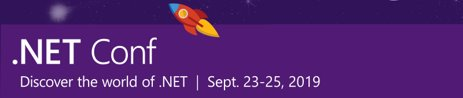 .NET Conf
Discover the world of .NET | Sept. 23-25, 2019